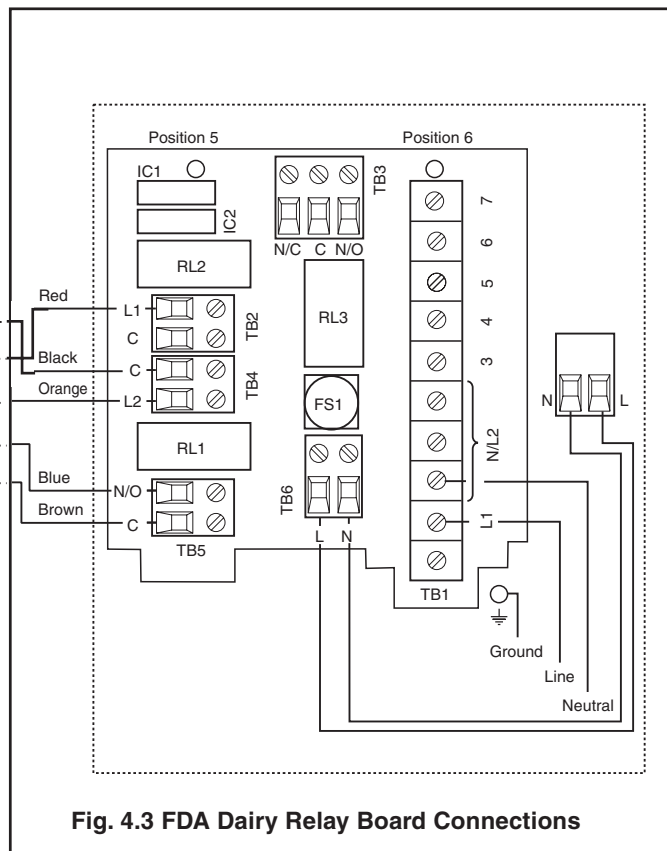 Position 5
Position 6
IC1
IC2
RL2
TB3
N/C C N/O
7
6
5
4
3
N/L2
L1
TB1
Red
L1
C
TB2
Black
C
Orange
L2
TB4
RL3
FS1
RL1
Blue
N/O
Brown
C
TB5
TB6
L N
N L
Ground
Line
Neutral
Fig. 4.3 FDA Dairy Relay Board Connections